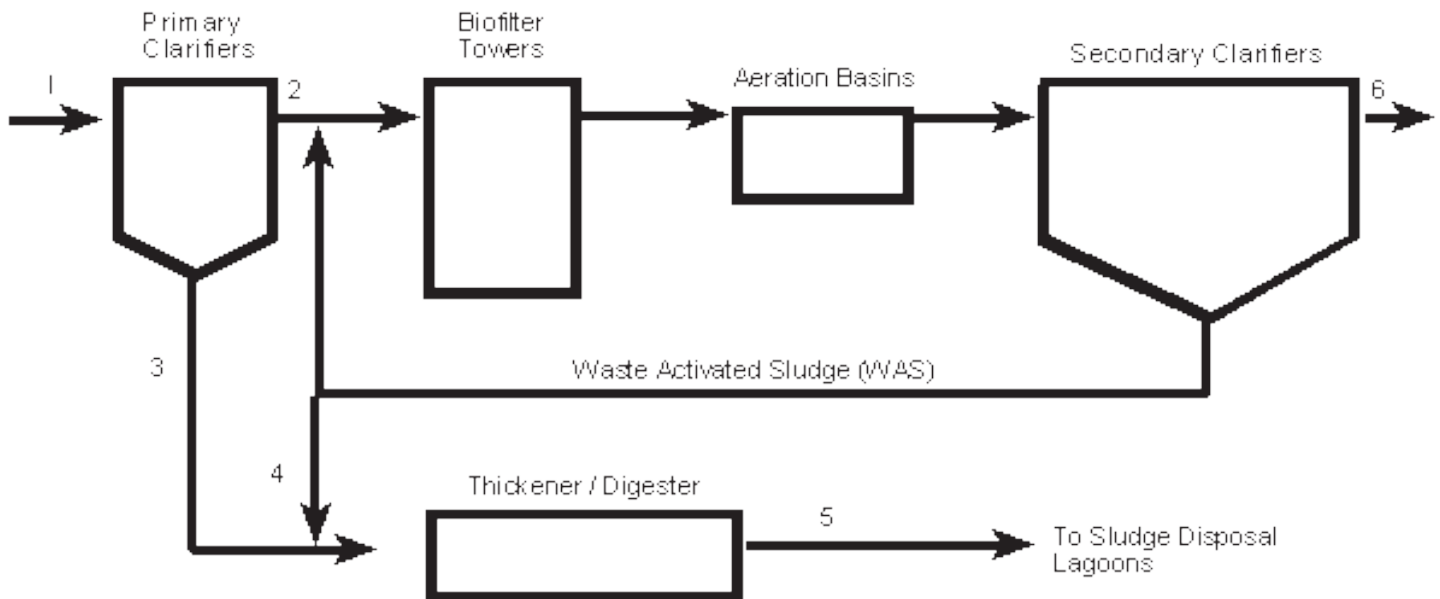 Primary
Clarifiers
Biofilter
Towers
Secondary Clarifiers
Aeration Basins
1
2
6
3
Waste Activated Sludge (WAS)
4
Thickener / Digester
5
To Sludge Disposal
Lagoons